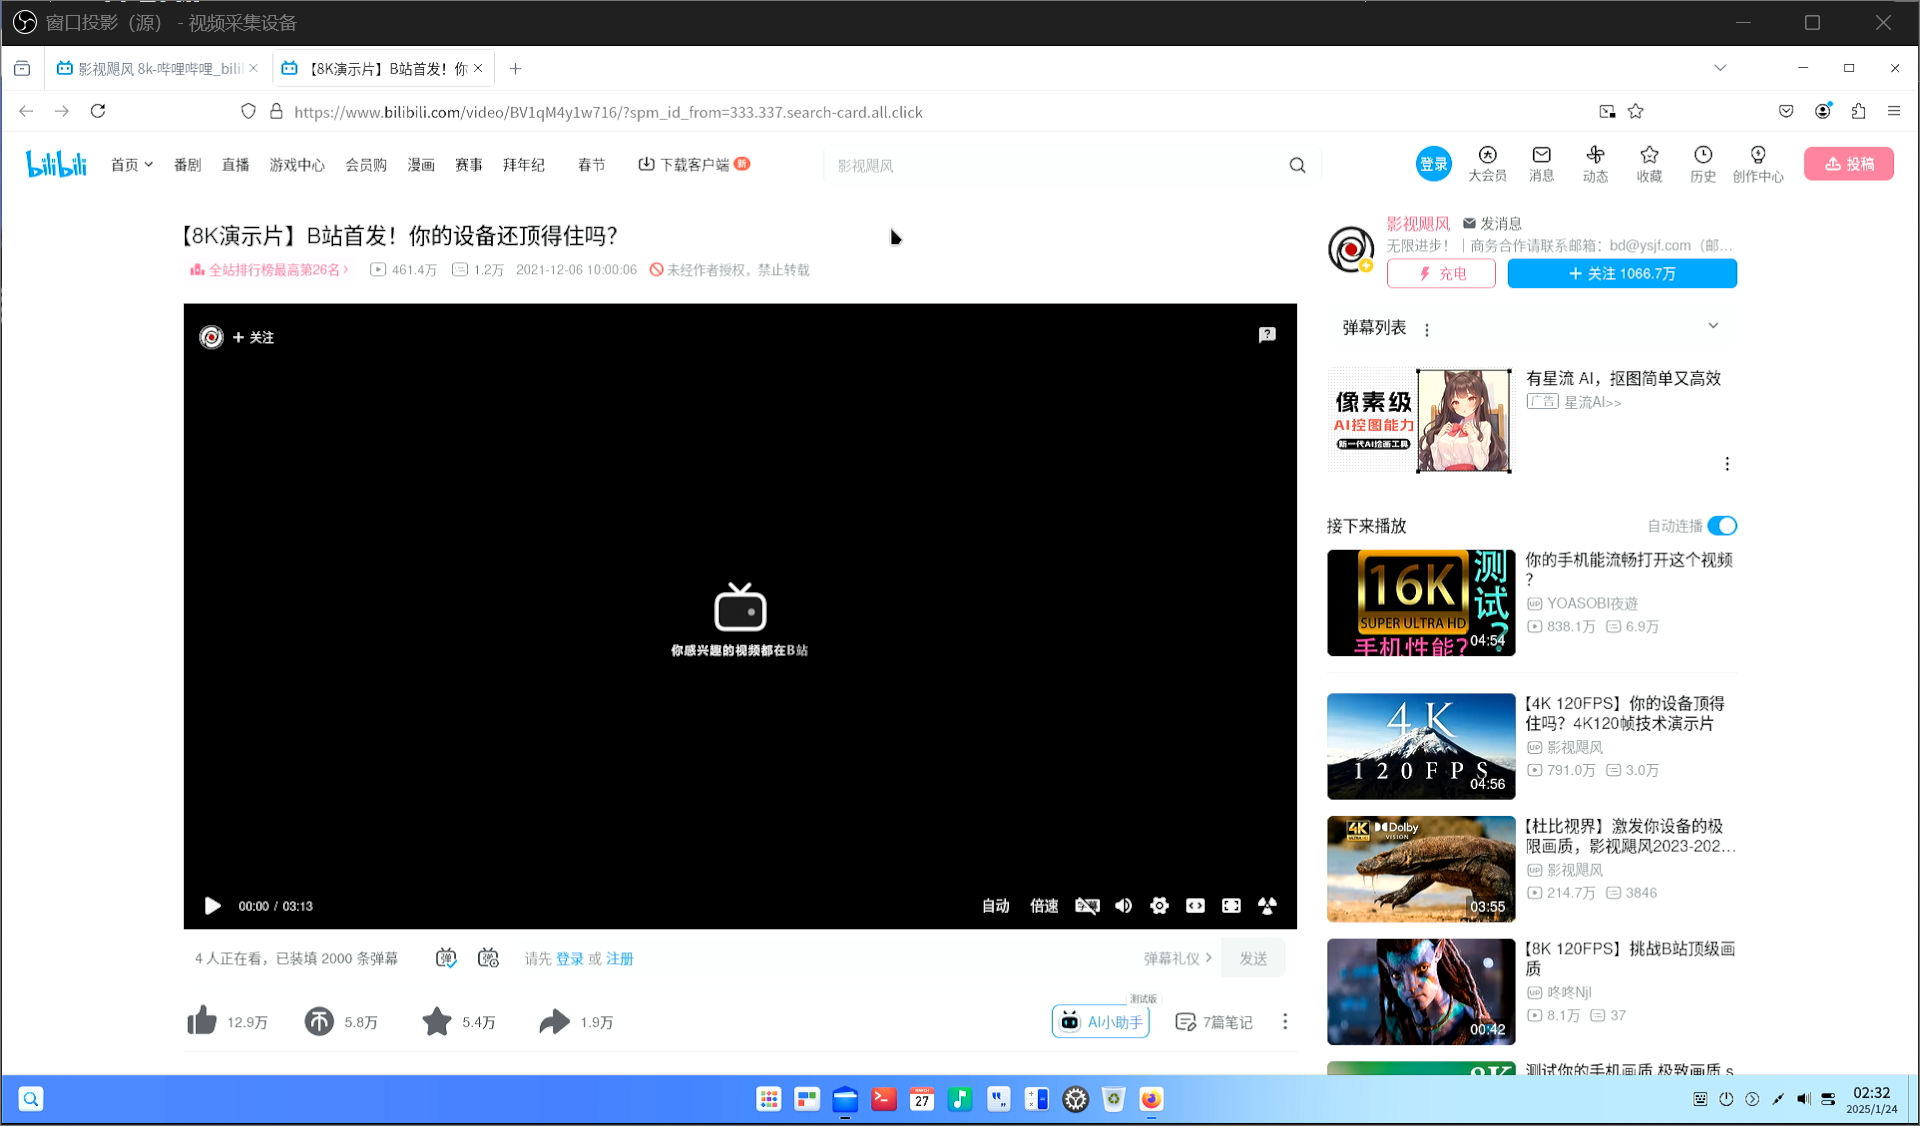 窗口投影（源） - 视频采集设备
影视飓风 8k-哔哩哔哩_bili
【8K演示片】B站首发！你
https://www.bilibili.com/video/BV1qM4y1w716/?spm_id_from=333.337.search-card.all.click
bilibili
首页
番剧
直播
游戏中心
会员购
漫画
赛事
拜年纪
春节
下载客户端
新
影视飓风
登录
大会员
消息
动态
收藏
历史
创作中心
投稿
【8K演示片】B站首发！你的设备还顶得住吗？
全站排行榜最高第26名
461.4万
1.2万
2021-12-06 10:00:06
未经作者授权，禁止转载
影视飓风
发消息
无限进步！｜商务合作请联系邮箱：bd@ysjf.com（邮…
充电
+ 关注 1066.7万
+ 关注
?
你感兴趣的视频都在B站
00:00 / 03:13
自动
倍速
4 人正在看，已装填 2000 条弹幕
请先 登录 或 注册
弹幕礼仪
发送
12.9万
5.8万
5.4万
1.9万
测试版
AI小助手
7篇笔记
弹幕列表
像素级
AI控图能力
新一代AI绘画工具
有星流 AI，抠图简单又高效
广告 星流AI>>
接下来播放
自动连播
16K
SUPER ULTRA HD
测试？
手机性能？
04:54
你的手机能流畅打开这个视频
？
UP YOASOBI夜遊
838.1万 6.9万
4K
120FPS
04:56
【4K 120FPS】你的设备顶得
住吗？4K120帧技术演示片
UP 影视飓风
791.0万 3.0万
4K
Dolby
VISION
03:55
【杜比视界】激发你设备的极
限画质，影视飓风2023-202…
UP 影视飓风
214.7万 3846
00:42
【8K 120FPS】挑战B站顶级画
质
UP 咚咚Njl
8.1万 37
8K
测试你的手机画质 极致画质 s
27
02:32
2025/1/24